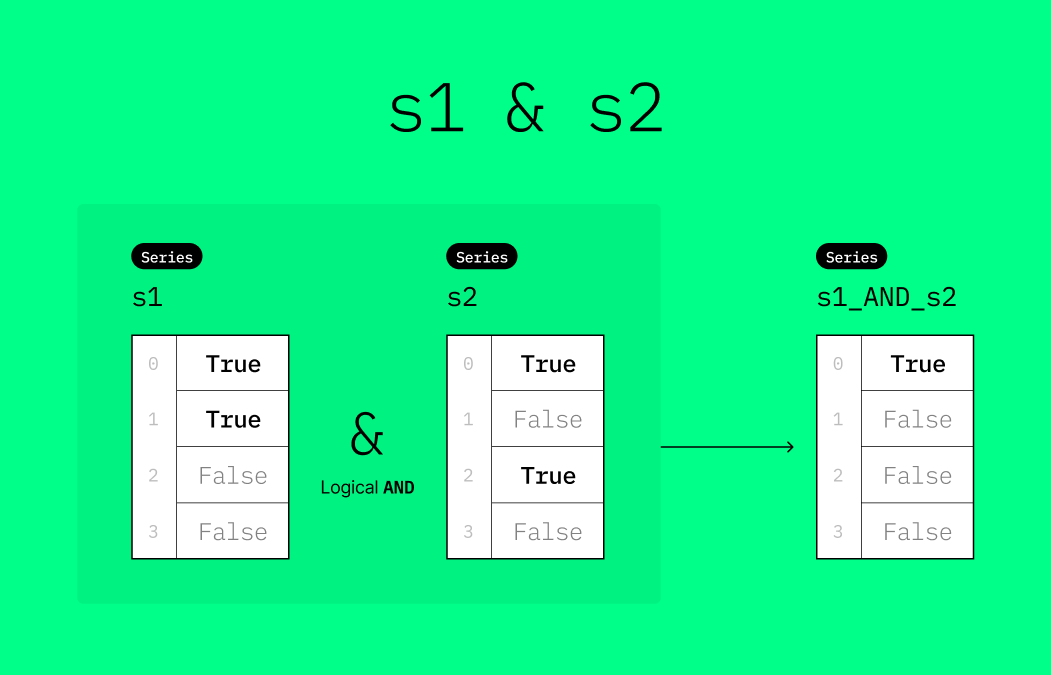 s1 & s2
Series
s1
0 True
1 True
2 False
3 False
&
Logical AND
Series
s2
0 True
1 False
2 True
3 False
Series
s1_AND_s2
0 True
1 False
2 False
3 False